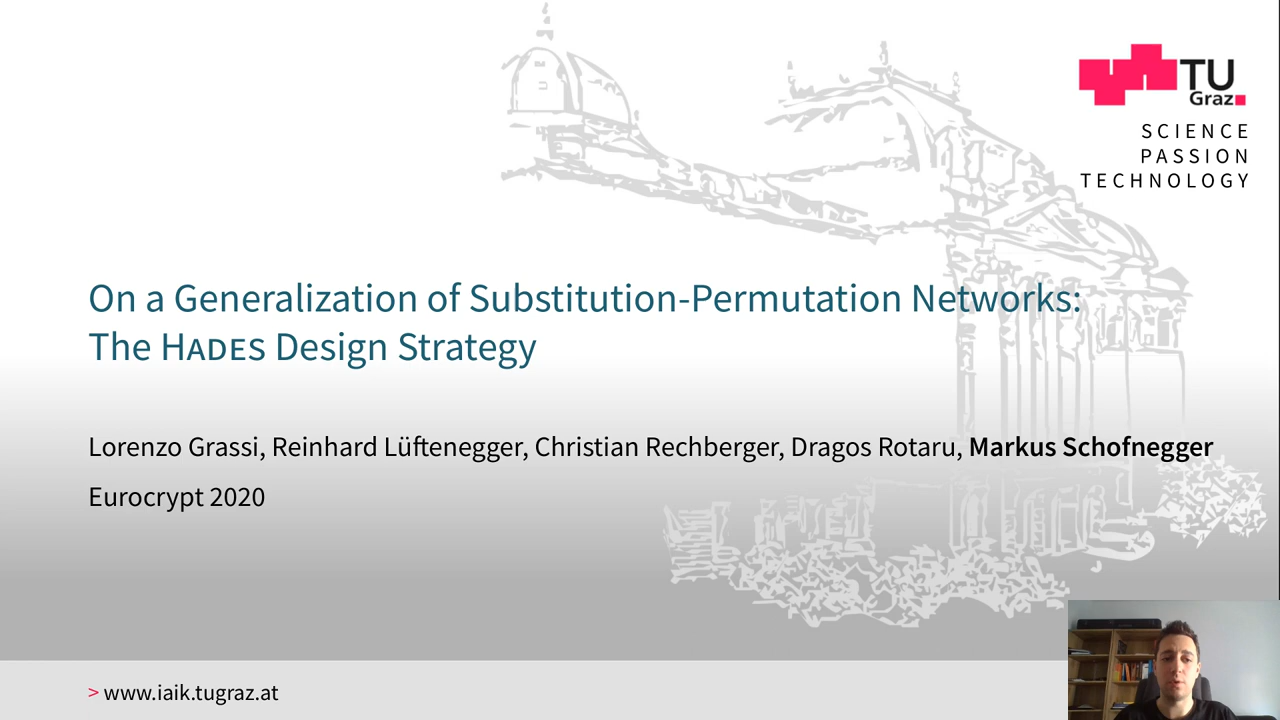 TU
Graz
SCIENCE
PASSION
TECHNOLOGY
On a Generalization of Substitution-Permutation Networks:
The HADES Design Strategy
Lorenzo Grassi, Reinhard Lüftenegger, Christian Rechberger, Dragos Rotaru, Markus Schofnegger
Eurocrypt 2020
> www.iaik.tugraz.at